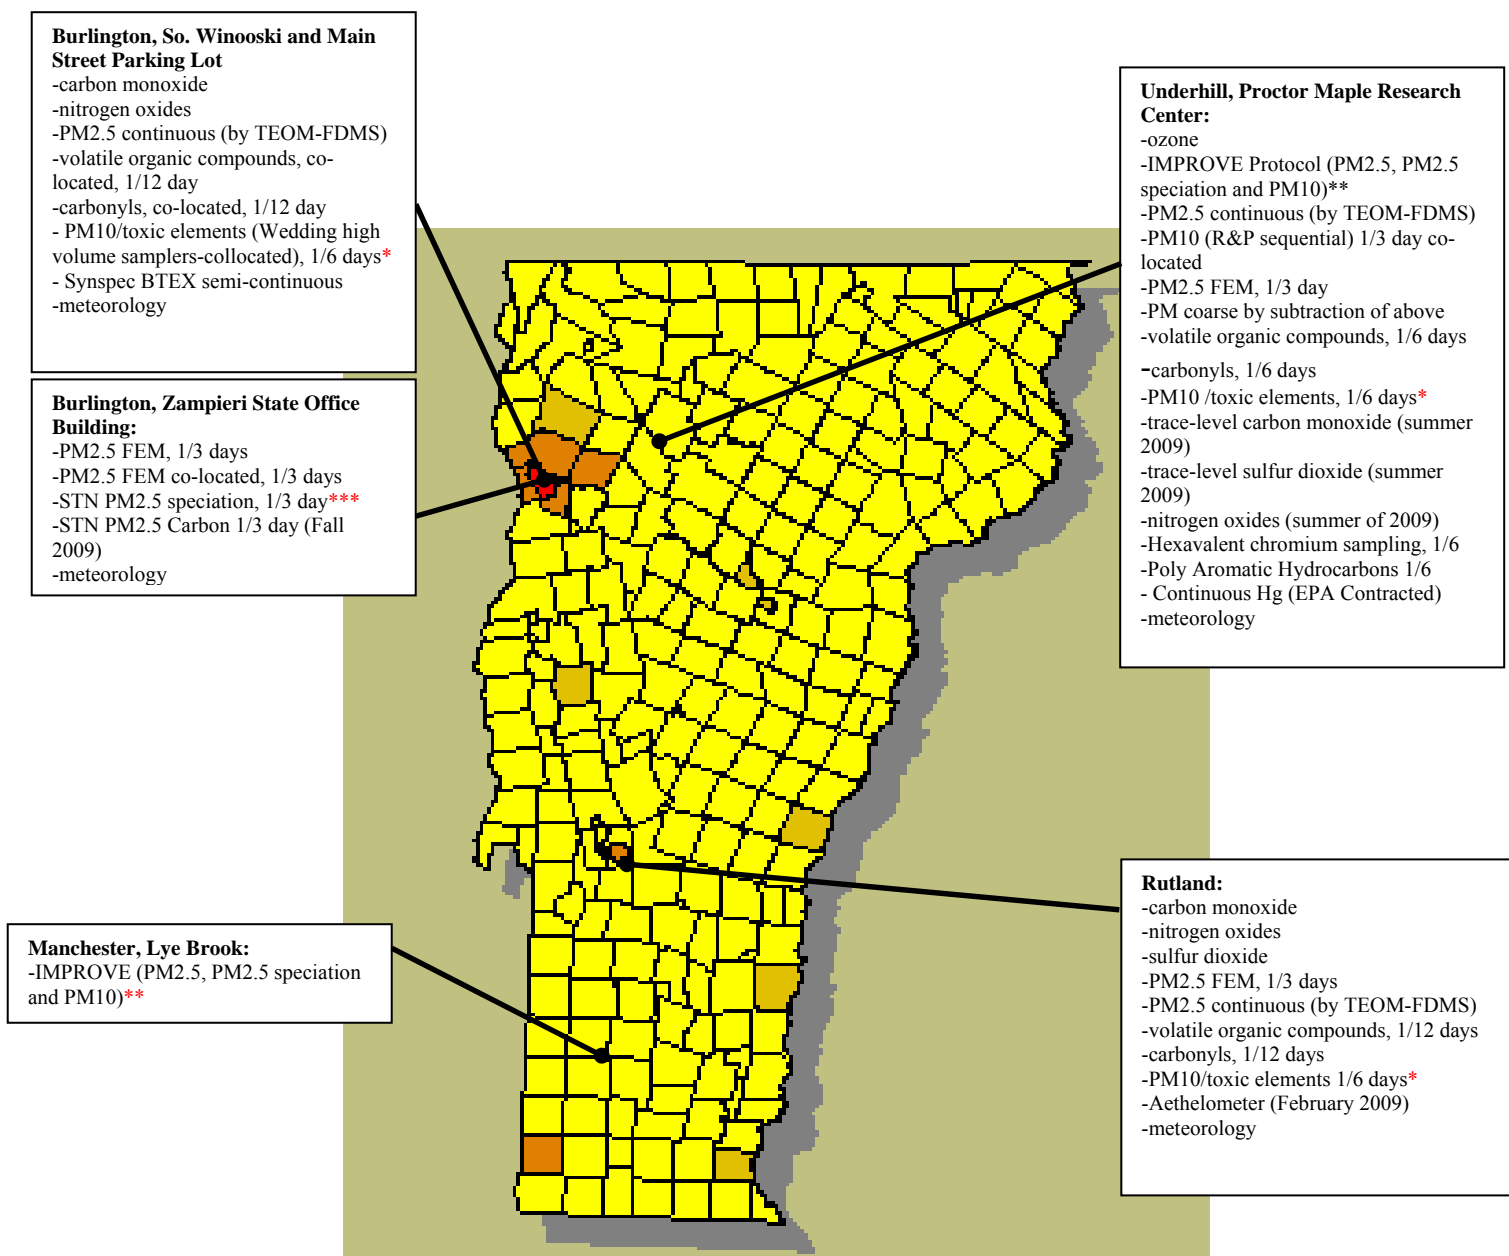 Burlington, So. Winooski and Main
Street Parking Lot
-carbon monoxide
-nitrogen oxides
-PM2.5 continuous (by TEOM-FDMS)
-volatile organic compounds, co-
located, 1/12 day
-carbonyls, co-located, 1/12 day
- PM10/toxic elements (Wedding high
volume samplers-collocated), 1/6 days*
- Synspec BTEX semi-continuous
-meteorology
Burlington, Zampieri State Office
Building:
-PM2.5 FEM, 1/3 days
-PM2.5 FEM co-located, 1/3 days
-STN PM2.5 speciation, 1/3 day***
-STN PM2.5 Carbon 1/3 day (Fall
2009)
-meteorology
Manchester, Lye Brook:
-IMPROVE (PM2.5, PM2.5 speciation
and PM10)**
Underhill, Proctor Maple Research
Center:
-ozone
-IMPROVE Protocol (PM2.5, PM2.5
speciation and PM10)**
-PM2.5 continuous (by TEOM-FDMS)
-PM10 (R&P sequential) 1/3 day co-
located
-PM2.5 FEM, 1/3 day
-PM coarse by subtraction of above
-volatile organic compounds, 1/6 days
-carbonyls, 1/6 days
-PM10 /toxic elements, 1/6 days*
-trace-level carbon monoxide (summer
2009)
-trace-level sulfur dioxide (summer
2009)
-nitrogen oxides (summer of 2009)
-Hexavalent chromium sampling, 1/6
-Poly Aromatic Hydrocarbons 1/6
- Continuous Hg (EPA Contracted)
-meteorology
Rutland:
-carbon monoxide
-nitrogen oxides
-sulfur dioxide
-PM2.5 FEM, 1/3 days
-PM2.5 continuous (by TEOM-FDMS)
-volatile organic compounds, 1/12 days
-carbonyls, 1/12 days
-PM10/toxic elements 1/6 days*
-Aethelometer (February 2009)
-meteorology